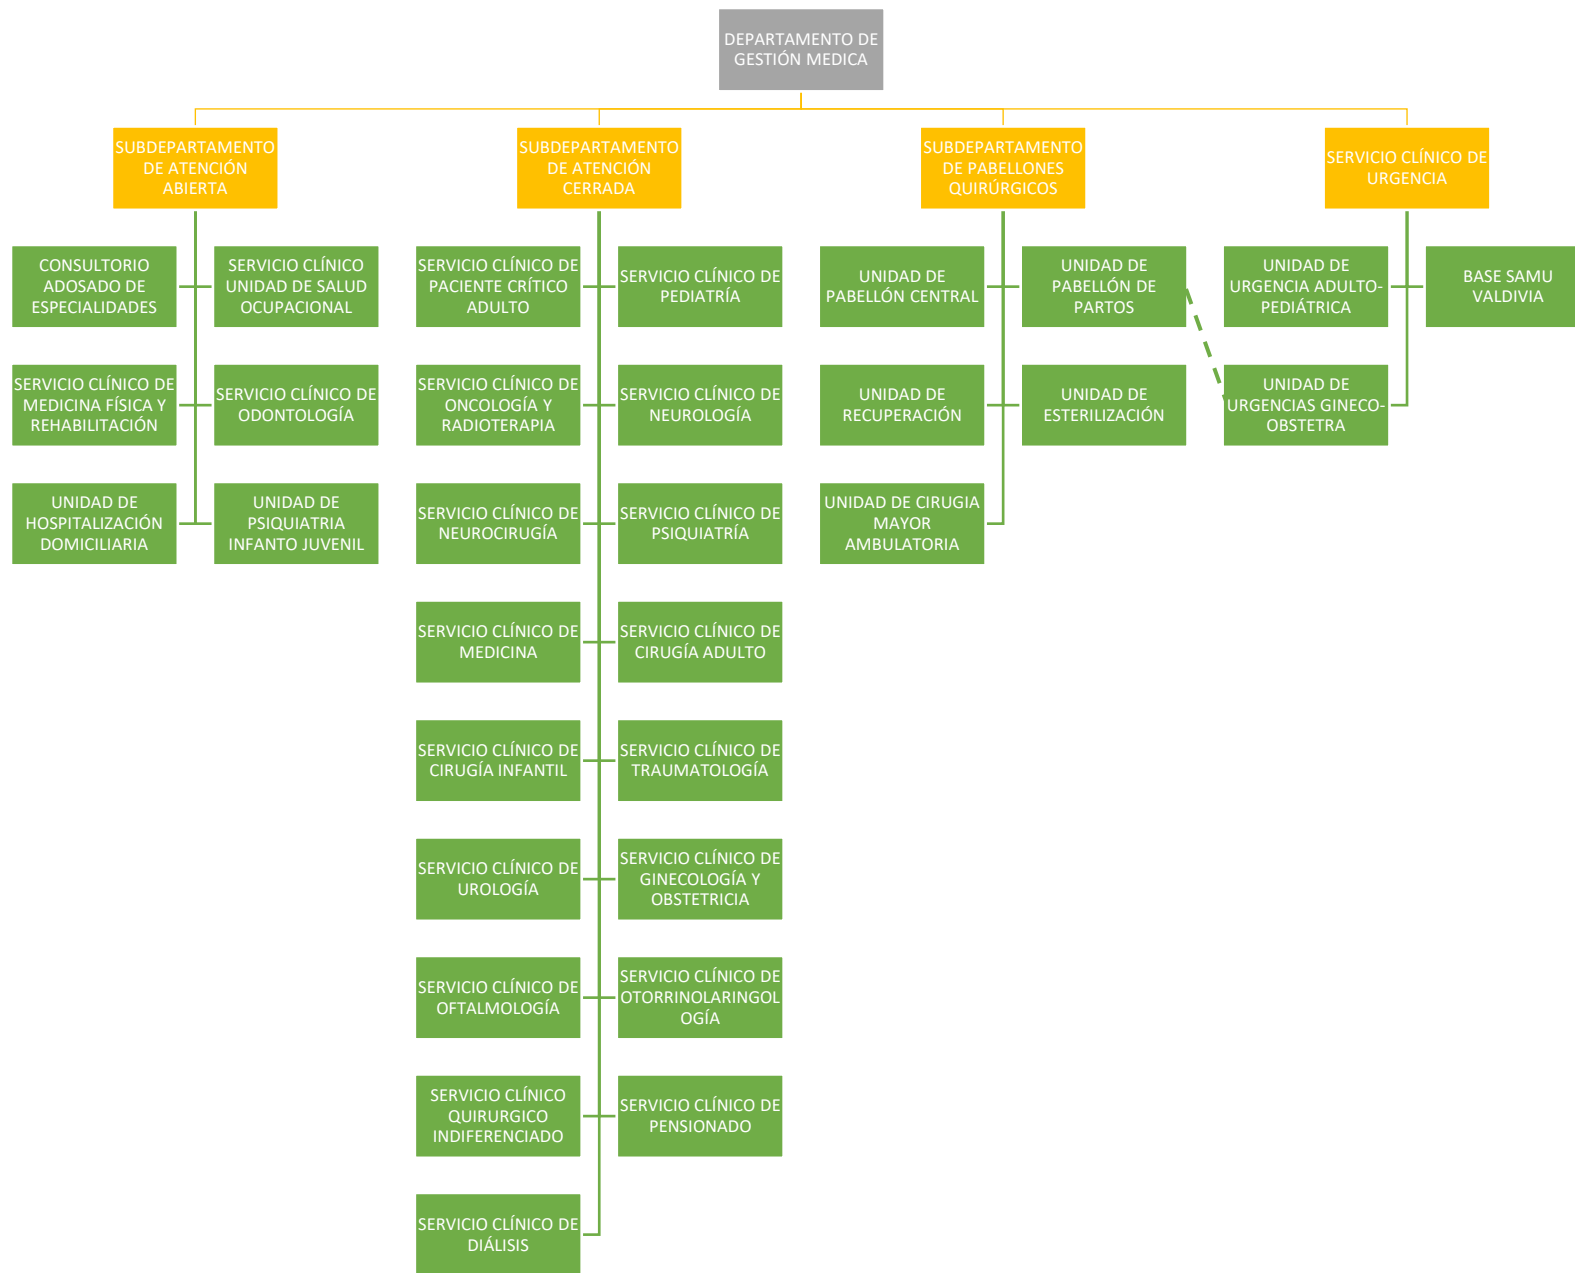 DEPARTAMENTO DE
GESTIÓN MEDICA
SUBDEPARTAMENTO
DE ATENCIÓN
ABIERTA
SUBDEPARTAMENTO
DE ATENCIÓN
CERRADA
SUBDEPARTAMENTO
DE PABELLONES
QUIRÚRGICOS
SERVICIO CLÍNICO DE
URGENCIA
CONSULTORIO
ADOSADO DE
ESPECIALIDADES
SERVICIO CLÍNICO
UNIDAD DE SALUD
OCUPACIONAL
SERVICIO CLÍNICO DE
MEDICINA FÍSICA Y
REHABILITACIÓN
SERVICIO CLÍNICO DE
ODONTOLOGÍA
UNIDAD DE
HOSPITALIZACIÓN
DOMICILIARIA
UNIDAD DE
PSIQUIATRIA
INFANTO JUVENIL
SERVICIO CLÍNICO DE
PACIENTE CRÍTICO
ADULTO
SERVICIO CLÍNICO DE
PEDIATRÍA
SERVICIO CLÍNICO DE
ONCOLOGÍA Y
RADIOTERAPIA
SERVICIO CLÍNICO DE
NEUROLOGÍA
SERVICIO CLÍNICO DE
NEUROCIRUGÍA
SERVICIO CLÍNICO DE
PSIQUIATRÍA
SERVICIO CLÍNICO DE
MEDICINA
SERVICIO CLÍNICO DE
CIRUGÍA ADULTO
SERVICIO CLÍNICO DE
CIRUGÍA INFANTIL
SERVICIO CLÍNICO DE
TRAUMATOLOGÍA
SERVICIO CLÍNICO DE
UROLOGÍA
SERVICIO CLÍNICO DE
GINECOLOGÍA Y
OBSTETRICIA
SERVICIO CLÍNICO DE
OFTALMOLOGÍA
SERVICIO CLÍNICO DE
OTORRINOLARINGOL
OGÍA
SERVICIO CLÍNICO
QUIRURGICO
INDIFERENCIADO
SERVICIO CLÍNICO DE
PENSIONADO
SERVICIO CLÍNICO DE
DIÁLISIS
UNIDAD DE
PABELLÓN CENTRAL
UNIDAD DE
PABELLÓN DE
PARTOS
UNIDAD DE
RECUPERACIÓN
UNIDAD DE
ESTERILIZACIÓN
UNIDAD DE CIRUGIA
MAYOR
AMBULATORIA
UNIDAD DE
URGENCIA ADULTO-
PEDIÁTRICA
BASE SAMU
VALDIVIA
UNIDAD DE
URGENCIAS GINECO-
OBSTETRA